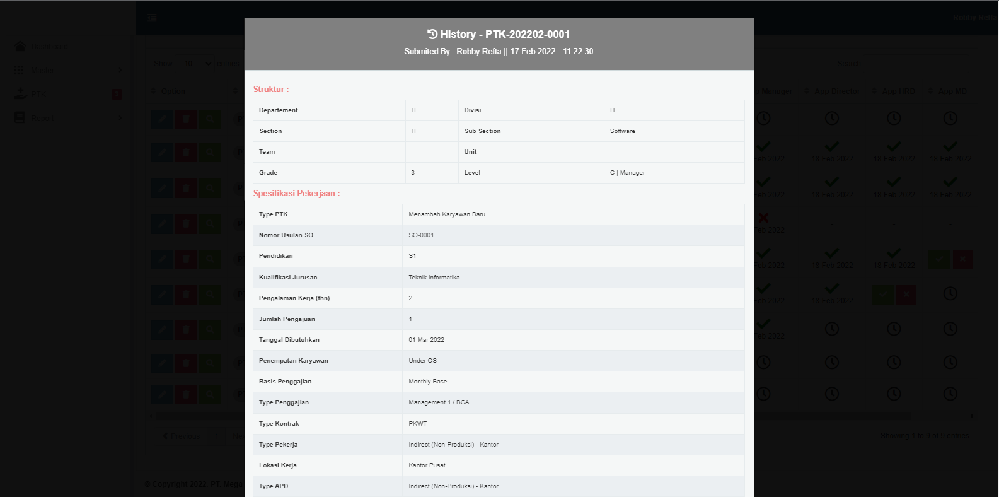 Robby Refta
History - PTK-202202-0001
Submited By : Robby Refta || 17 Feb 2022 - 11:22:30
Dashboard
Master
PTK
Report
Show 10 entries
Search:
Option
Manager App Director App HRD App MD
Struktur :
Departement IT Divisi IT
Section IT Sub Section Software
Team Unit
Grade 3 Level C | Manager
Spesifikasi Pekerjaan :
Type PTK Menambah Karyawan Baru
Nomor Usulan SO SO-0001
Pendidikan S1
Kualifikasi Jurusan Teknik Informatika
Pengalaman Kerja (thn) 2
Jumlah Pengajuan 1
Tanggal Dibutuhkan 01 Mar 2022
Penempatan Karyawan Under OS
Basis Penggajian Monthly Base
Type Penggajian Management 1 / BCA
Type Kontrak PKWT
Type Pekerja Indirect (Non-Produksi) - Kantor
Lokasi Kerja Kantor Pusat
Type APD Indirect (Non-Produksi) - Kantor
Feb 2022 18 Feb 2022 18 Feb 2022 18 Feb 2022
Feb 2022 18 Feb 2022 18 Feb 2022 18 Feb 2022
Feb 2022 - - -
Feb 2022 18 Feb 2022 18 Feb 2022
Feb 2022 18 Feb 2022
Feb 2022
Previous 1
Showing 1 to 9 of 9 entries
© Copyright 2022. PT. Mega